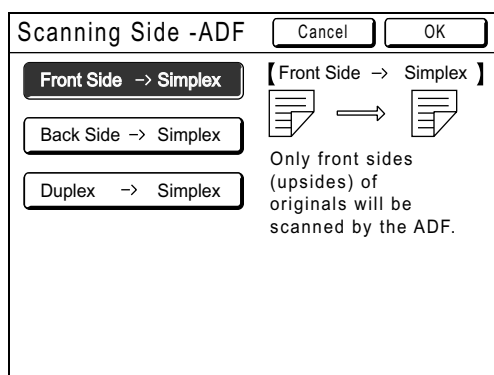 Scanning Side -ADF
Cancel
OK
Front Side -> Simplex
Back Side -> Simplex
Duplex -> Simplex
【Front Side -> Simplex】
Only front sides
(upsides) of
originals will be
scanned by the ADF.